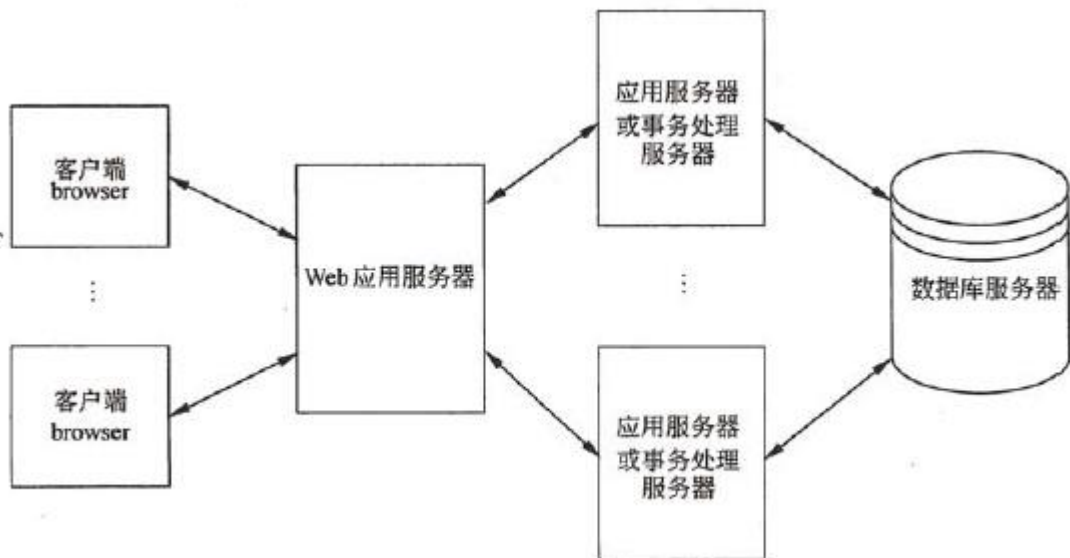 客户端
browser
⋮
客户端
browser
Web 应用服务器
应用服务器
或事务处理
服务器
⋮
应用服务器
或事务处理
服务器
数据库服务器